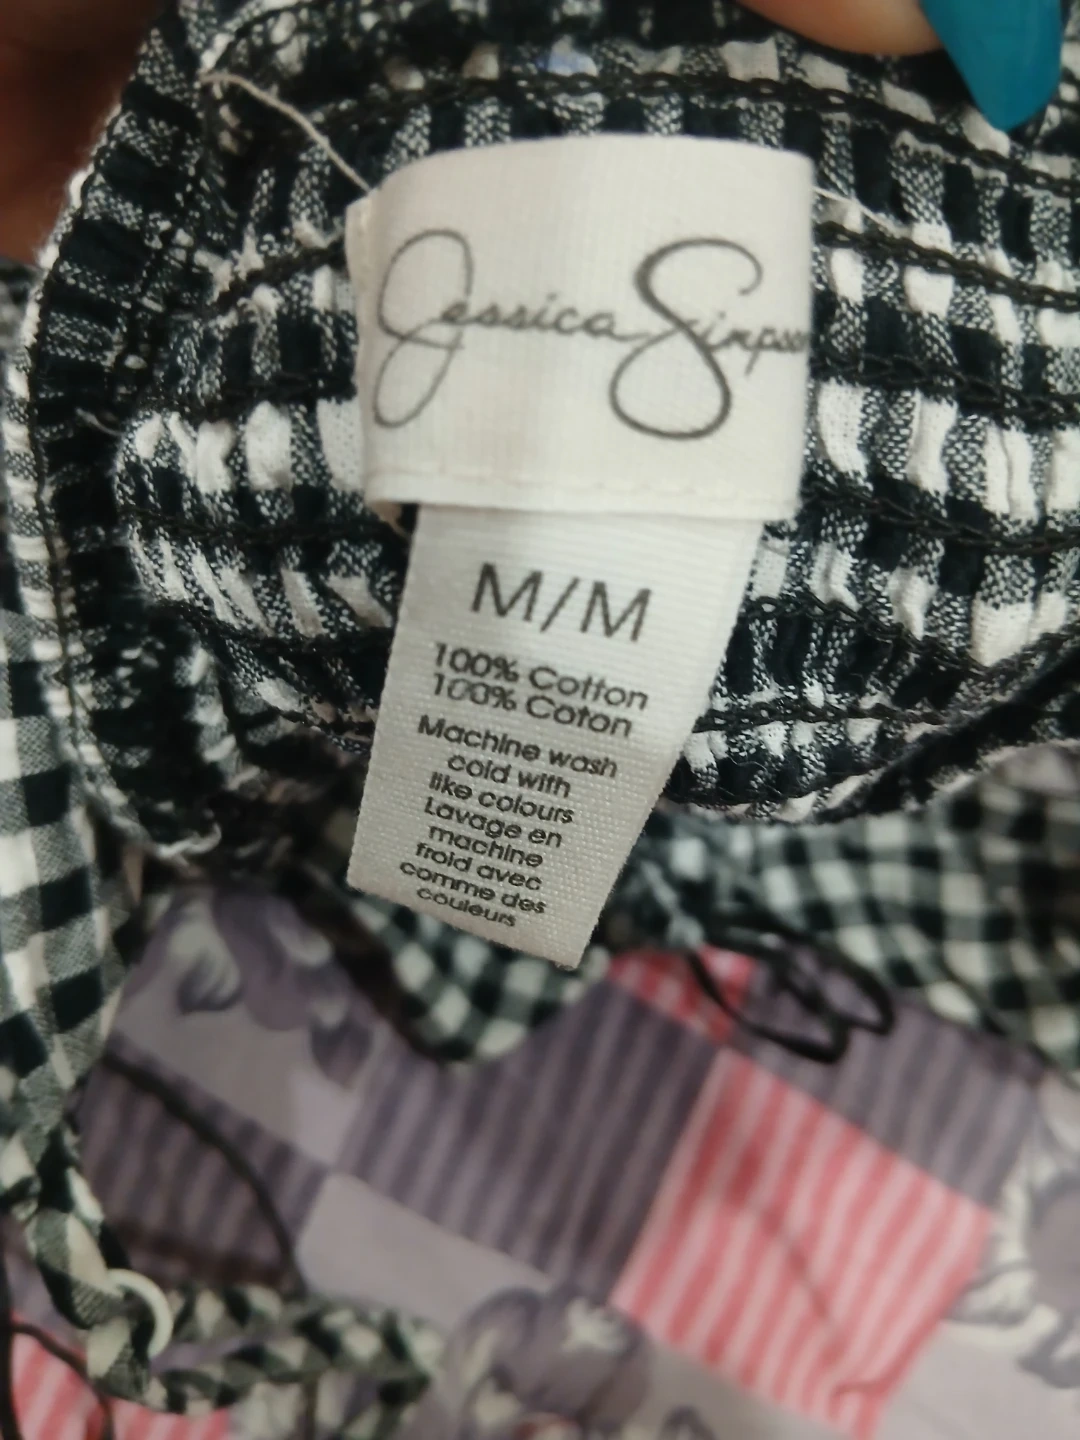 Jessica Simpson
M/M
100% Cotton
100% Coton
Machine wash
cold with
like colours
Lavage en
machine
froid avec
comme des
couleurs